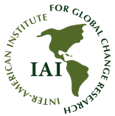 INTER-AMERICAN INSTITUTE
FOR GLOBAL CHANGE RESEARCH
IAI